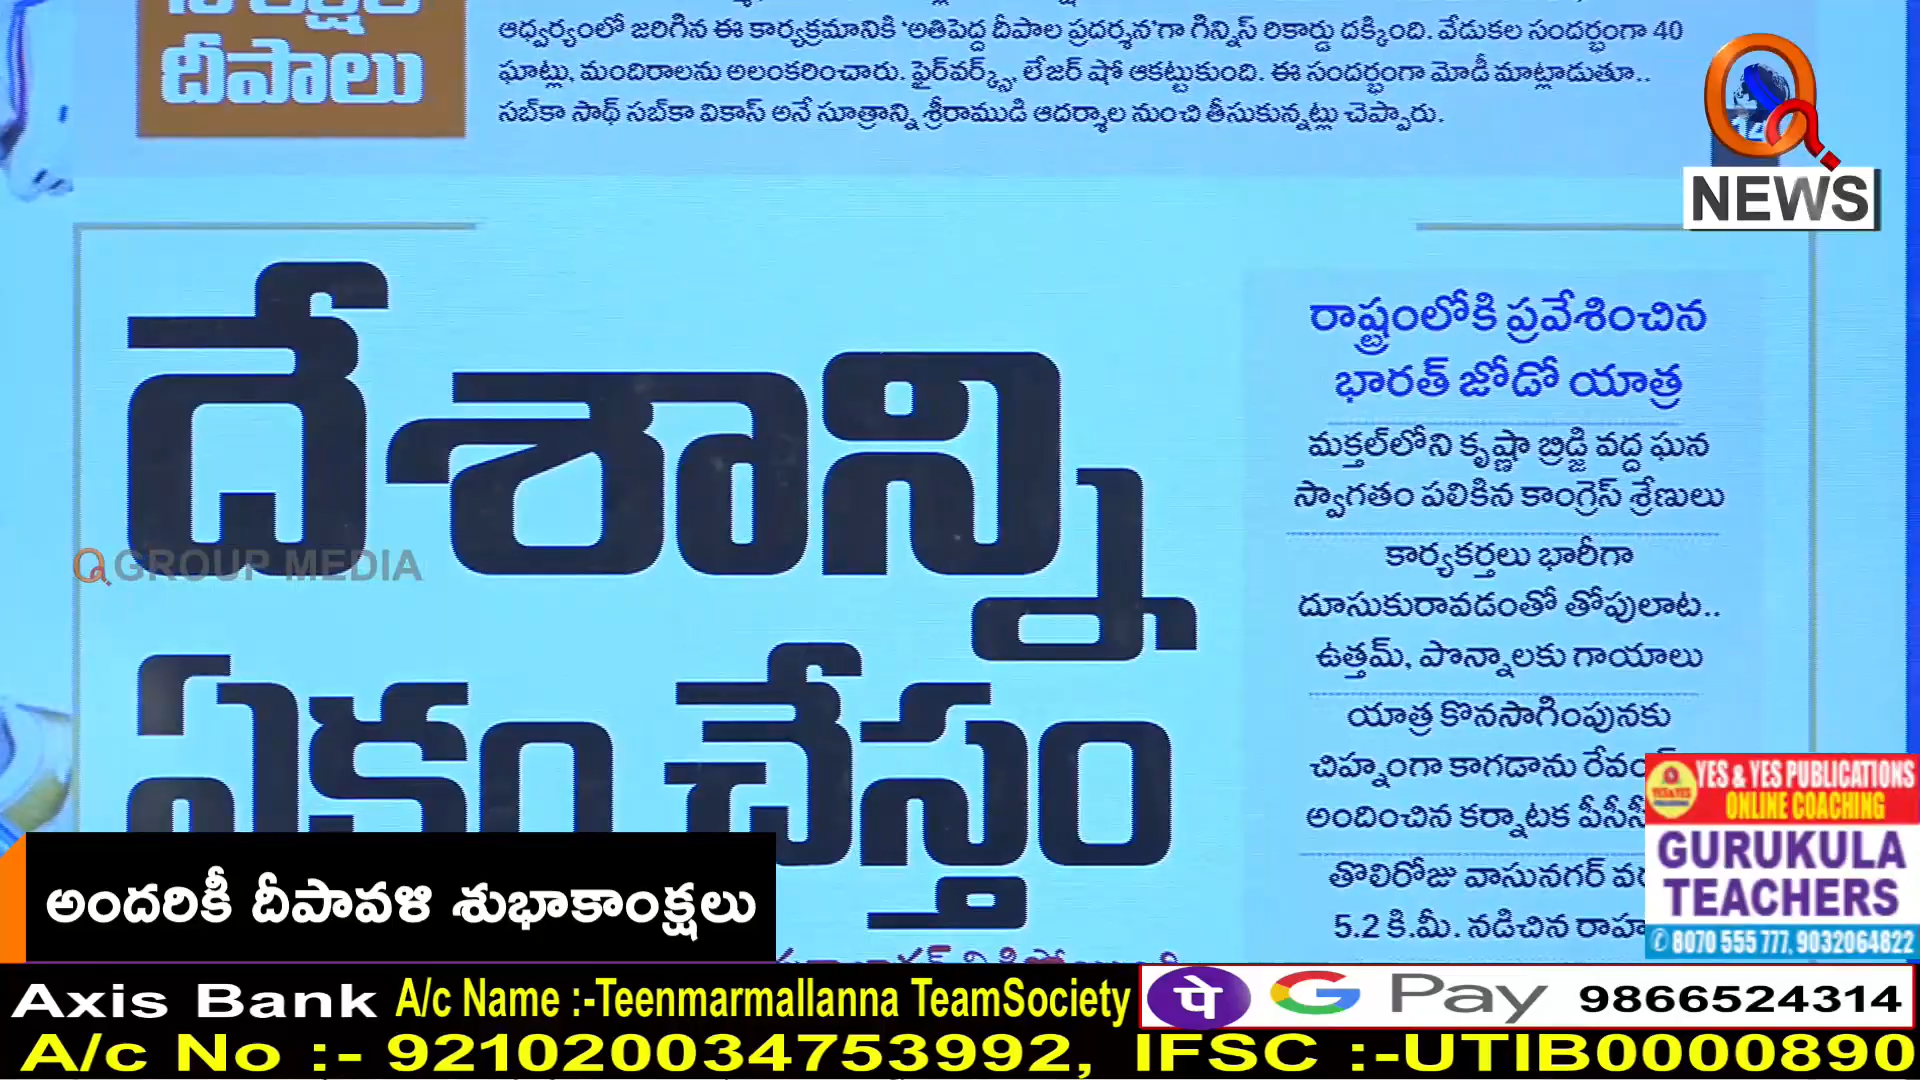 దీపాలు
ఆధ్వర్యంలో జరిగిన ఈ కార్యక్రమానికి 'అతిపెద్ద దీపాల ప్రదర్శన'గా గిన్నిస్ రికార్డు దక్కింది. వేడుకల సందర్భంగా 40
ఘాట్లు, మందిరాలను అలంకరించారు. ఫైర్‌వర్క్స్, లేజర్ షో ఆకట్టుకుంది. ఈ సందర్భంగా మోడీ మాట్లాడుతూ..
సబ్‌కా సాథ్ సబ్‌కా వికాస్ అనే సూత్రాన్ని శ్రీరాముడి ఆదర్శాల నుంచి తీసుకున్నట్లు చెప్పారు.
NEWS
దేశాన్ని
ఏకం చేస్తం
రాష్ట్రంలోకి ప్రవేశించిన
భారత్ జోడో యాత్ర
మక్తల్‌లోని కృష్ణా బ్రిడ్జి వద్ద ఘన
స్వాగతం పలికిన కాంగ్రెస్ శ్రేణులు
కార్యకర్తలు భారీగా
దూసుకురావడంతో తోపులాట..
ఉత్తమ్, పొన్నాలకు గాయాలు
యాత్ర కొనసాగింపునకు
చిహ్నంగా కాగడాను
అందించిన కర్నాటక
తొలిరోజు వాసునగర్
5.2 కి.మీ. నడిచిన
Q GROUP MEDIA
YES & YES PUBLICATIONS
ONLINE COACHING
GURUKULA
TEACHERS
8070 555 777, 9032064822
అందరికీ దీపావళి శుభాకాంక్షలు
Axis Bank A/c Name :-Teenmarmallanna TeamSociety
पे G Pay 9866524314
A/c No :- 921020034753992, IFSC :-UTIB0000890